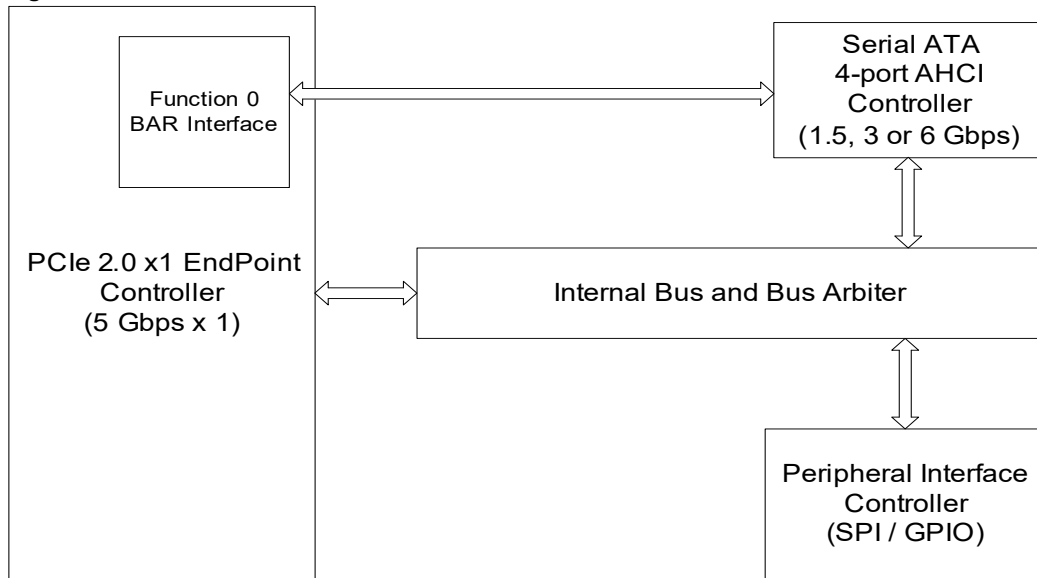 Function 0
BAR Interface
Serial ATA
4-port AHCI
Controller
(1.5, 3 or 6 Gbps)
PCIe 2.0 x1 EndPoint
Controller
(5 Gbps x 1)
Internal Bus and Bus Arbiter
Peripheral Interface
Controller
(SPI / GPIO)